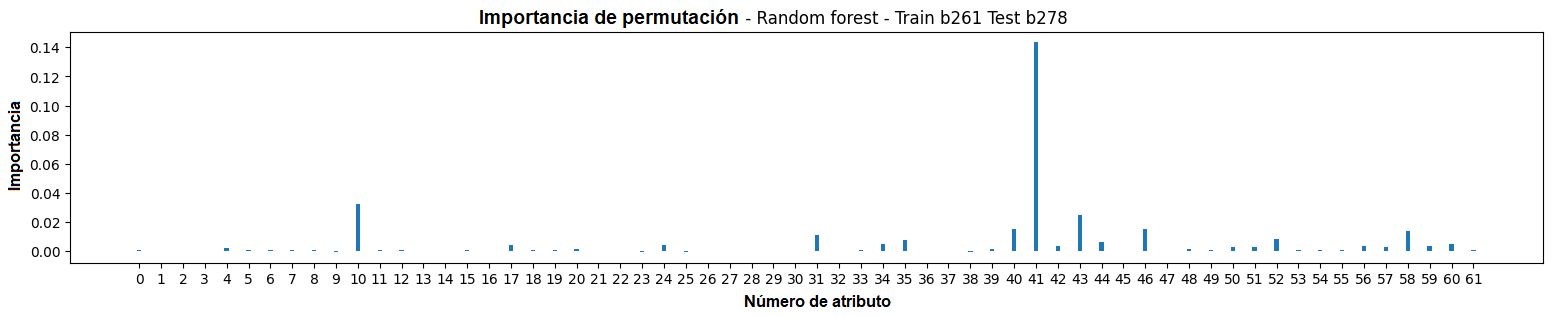 Importancia de permutación - Random forest - Train b261 Test b278
0.14
0.12
0.10
0.08
0.06
0.04
0.02
0.00
Importancia
0 1 2 3 4 5 6 7 8 9 10 11 12 13 14 15 16 17 18 19 20 21 22 23 24 25 26 27 28 29 30 31 32 33 34 35 36 37 38 39 40 41 42 43 44 45 46 47 48 49 50 51 52 53 54 55 56 57 58 59 60 61
Número de atributo